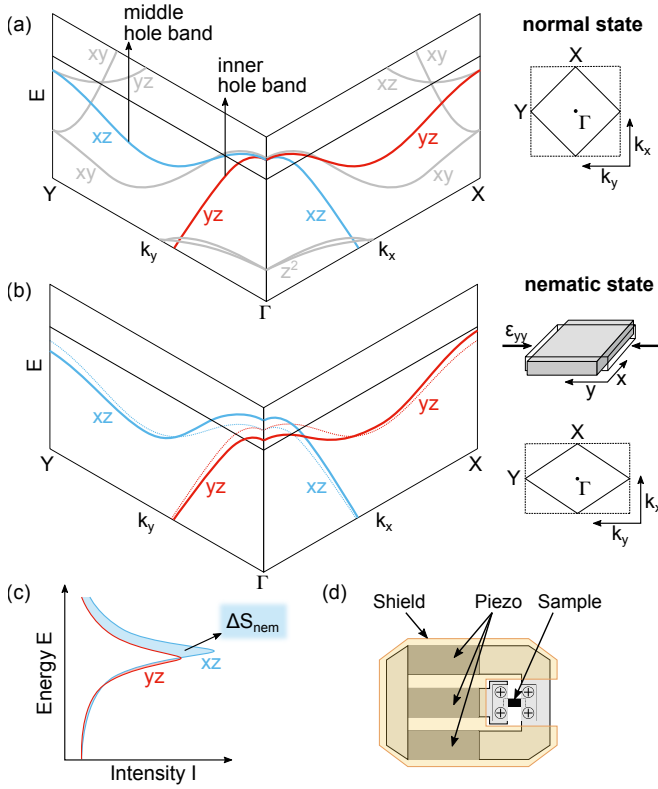 (a)
middle
hole band
inner
hole band
normal state
xy
yz
xy
xz
E
xz
yz
xy
xy
yz
xz
z²
Y
X
k_y
k_x
Γ
X
Y
Γ
k_x
k_y
(b)
nematic state
ε_yy
y
x
E
xz
yz
yz
xz
Y
X
k_y
k_x
Γ
X
Y
Γ
k_x
k_y
(c)
Energy E
ΔS_nem
yz
xz
Intensity I
(d)
Shield
Piezo
Sample